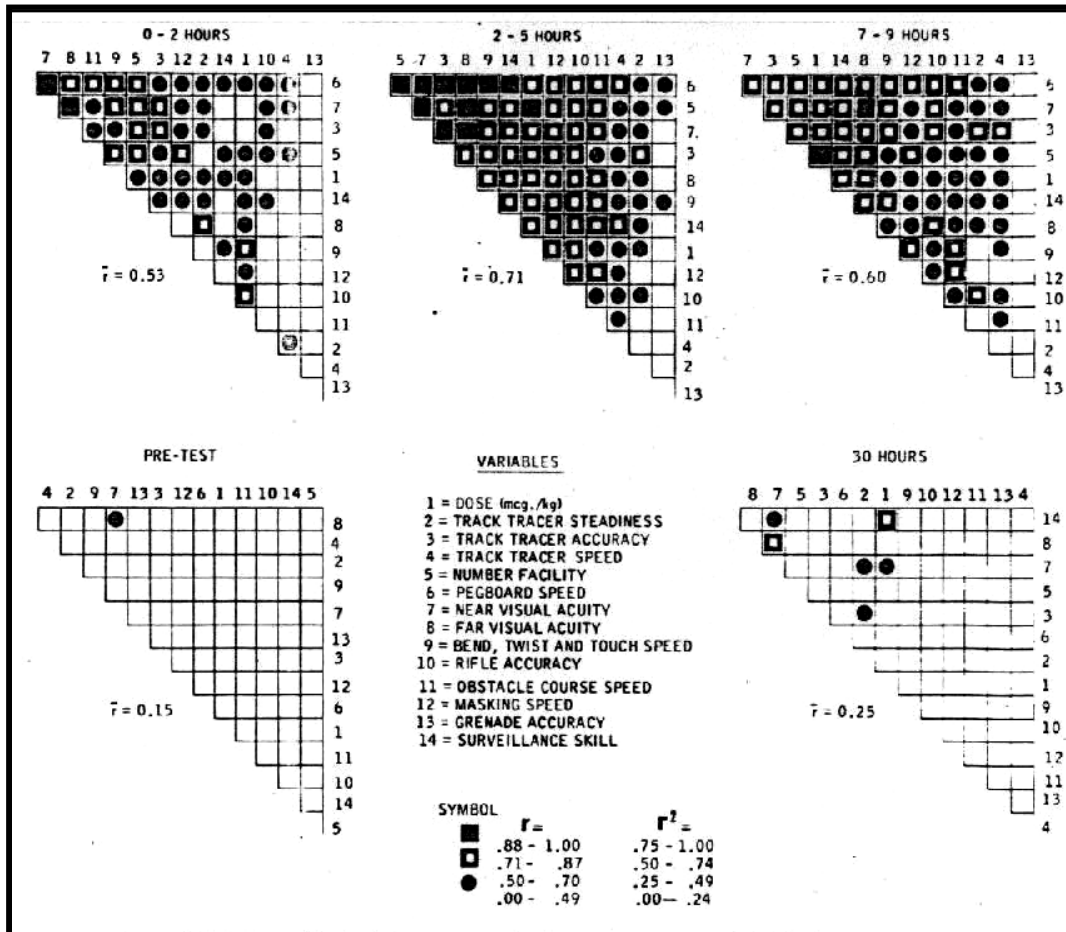 0 - 2 HOURS
7 8 11 9 5 3 12 2 14 1 10 4 13
6
7
3
5
1
14
8
9
12
10
11
2
4
13
r̄ = 0.53
2 - 5 HOURS
5 7 3 8 9 14 1 12 10 11 4 2 13
6
5
7
3
8
9
14
1
12
10
11
4
2
13
r̄ = 0.71
7 - 9 HOURS
7 3 5 1 14 8 9 12 10 11 2 4 13
6
7
3
5
1
14
8
9
12
10
11
2
4
13
r̄ = 0.60
PRE-TEST
4 2 9 7 13 3 12 6 1 11 10 14 5
8
4
2
9
7
13
3
12
6
1
11
10
14
5
r̄ = 0.15
VARIABLES
1 = DOSE (mcg./kg)
2 = TRACK TRACER STEADINESS
3 = TRACK TRACER ACCURACY
4 = TRACK TRACER SPEED
5 = NUMBER FACILITY
6 = PEGBOARD SPEED
7 = NEAR VISUAL ACUITY
8 = FAR VISUAL ACUITY
9 = BEND, TWIST AND TOUCH SPEED
10 = RIFLE ACCURACY
11 = OBSTACLE COURSE SPEED
12 = MASKING SPEED
13 = GRENADE ACCURACY
14 = SURVEILLANCE SKILL
30 HOURS
8 7 5 3 6 2 1 9 10 12 11 13 4
14
8
7
5
3
6
2
1
9
10
12
11
13
4
r̄ = 0.25
SYMBOL r= r²=
.88 - 1.00 .75 - 1.00
.71 - .87 .50 - .74
.50 - .70 .25 - .49
.00 - .49 .00 - .24